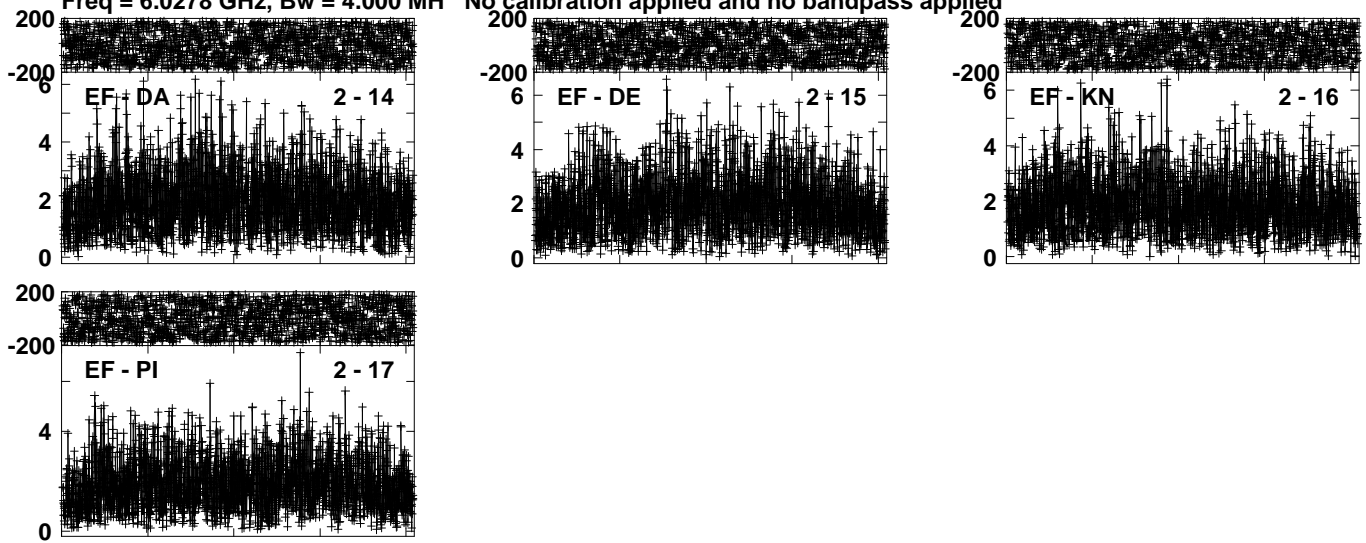 Freq = 6.0278 GHz, Bw = 4.000 MH No calibration applied and no bandpass applied
200 200 200
-200 -200 -200
6 EF - DA 2 - 14 6 EF - DE 2 - 15 6 EF - KN 2 - 16
4 4 4
2 2 2
0 0 0
200
-200
EF - PI 2 - 17
4
0